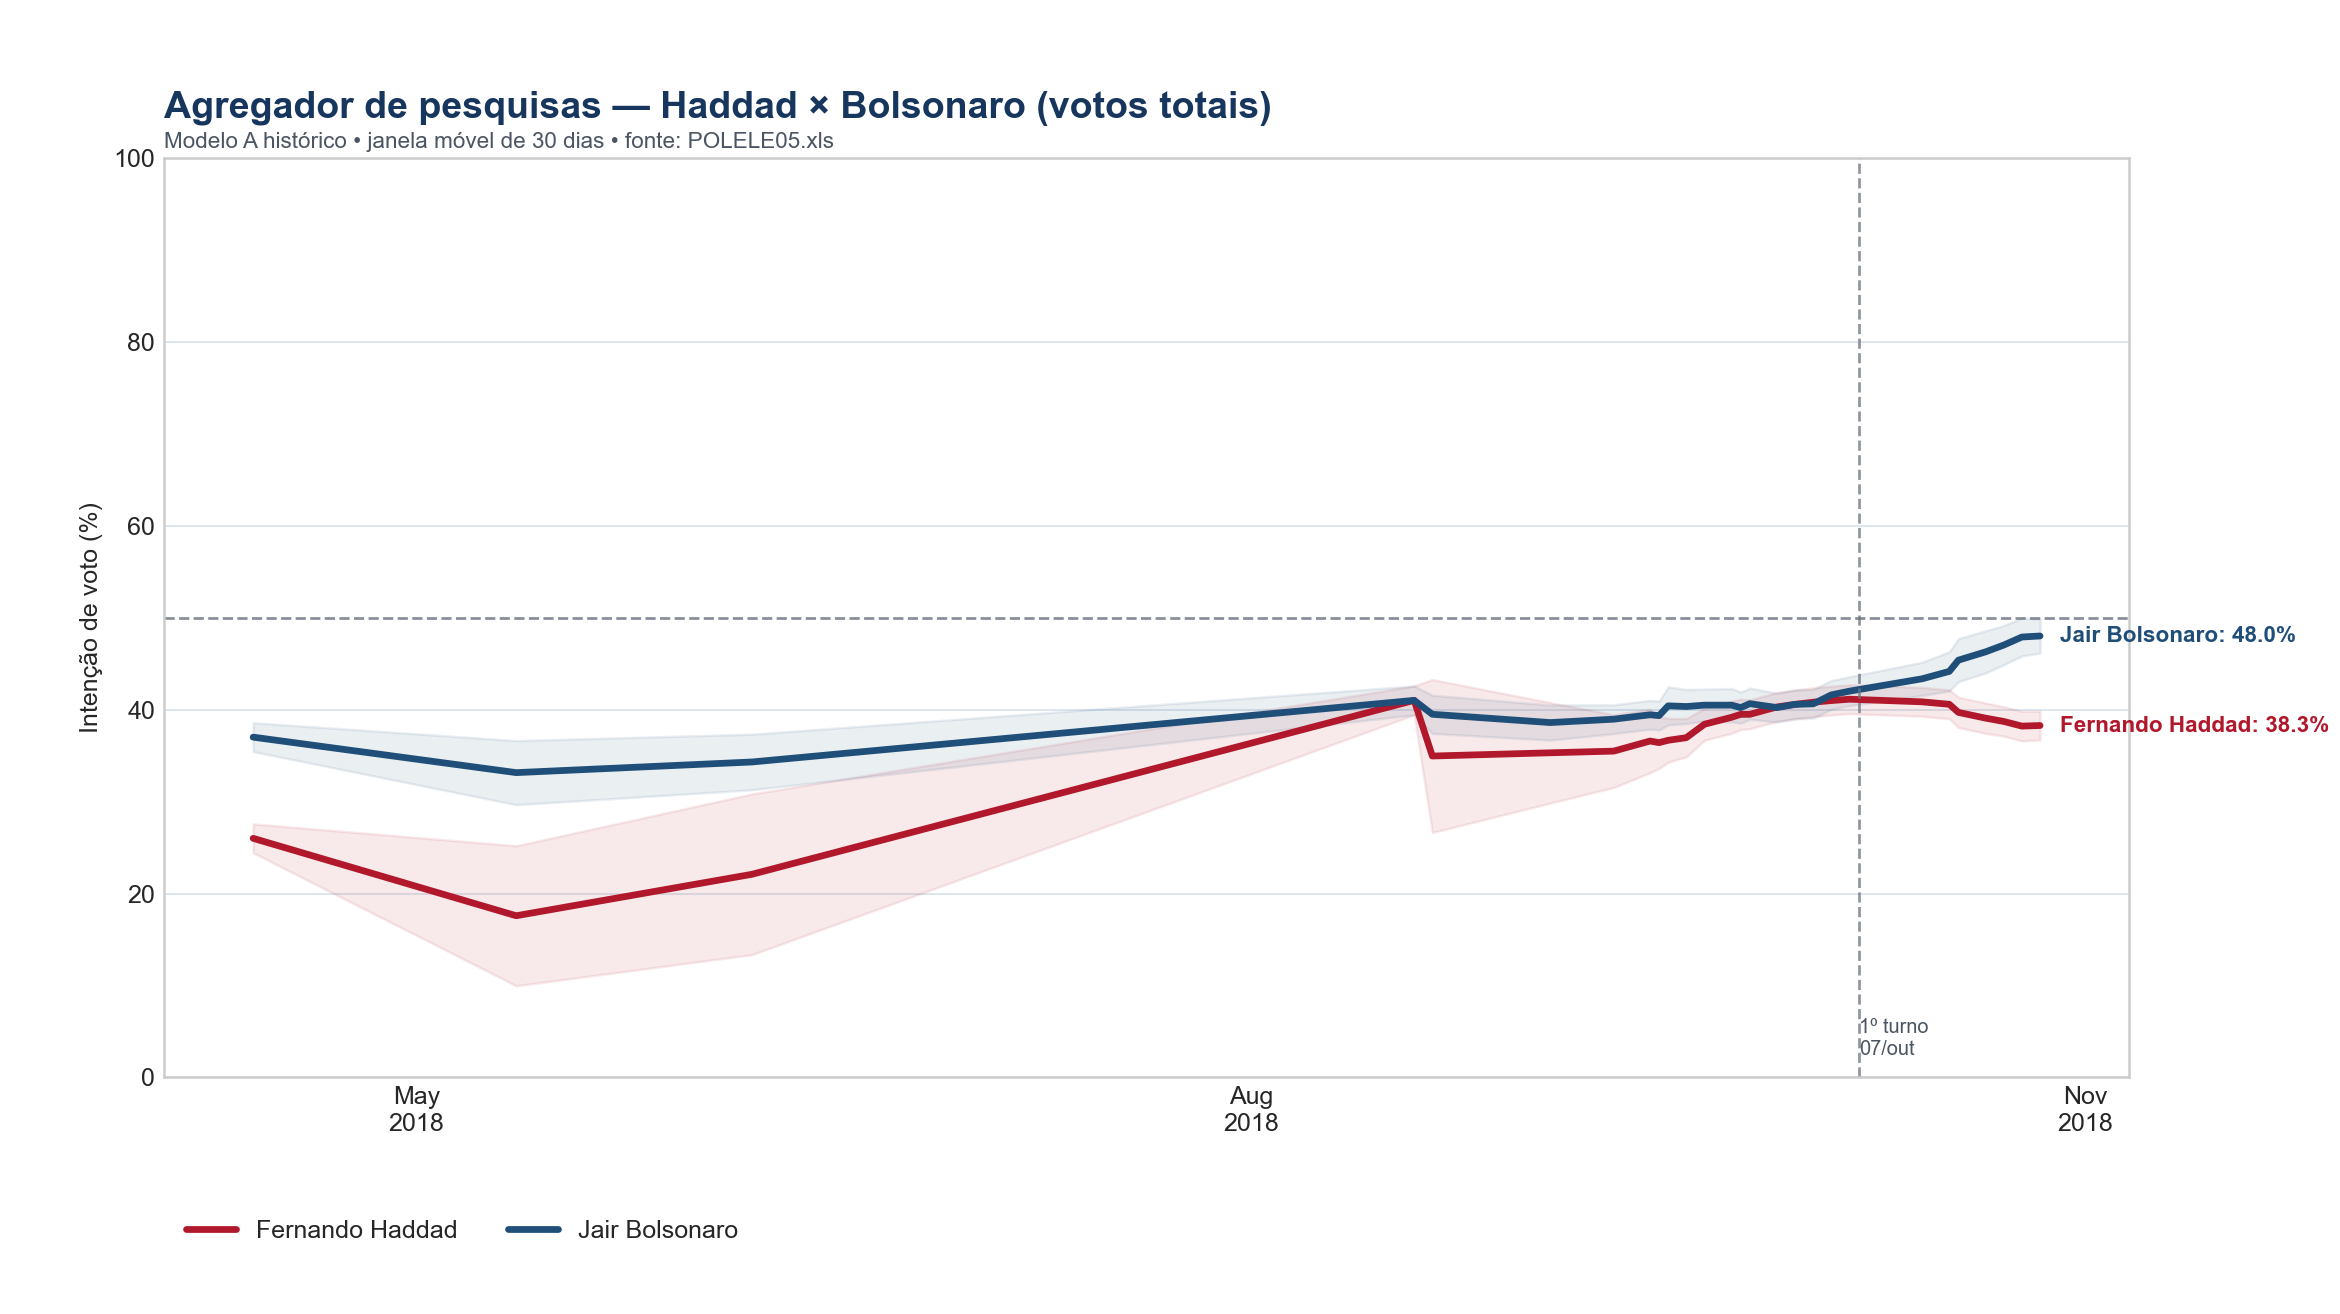 Agregador de pesquisas — Haddad × Bolsonaro (votos totais)
Modelo A histórico • janela móvel de 30 dias • fonte: POLELE05.xls
100
80
60
40
20
0
Intenção de voto (%)
Jair Bolsonaro: 48.0%
Fernando Haddad: 38.3%
1º turno
07/out
May
2018
Aug
2018
Nov
2018
Fernando Haddad
Jair Bolsonaro